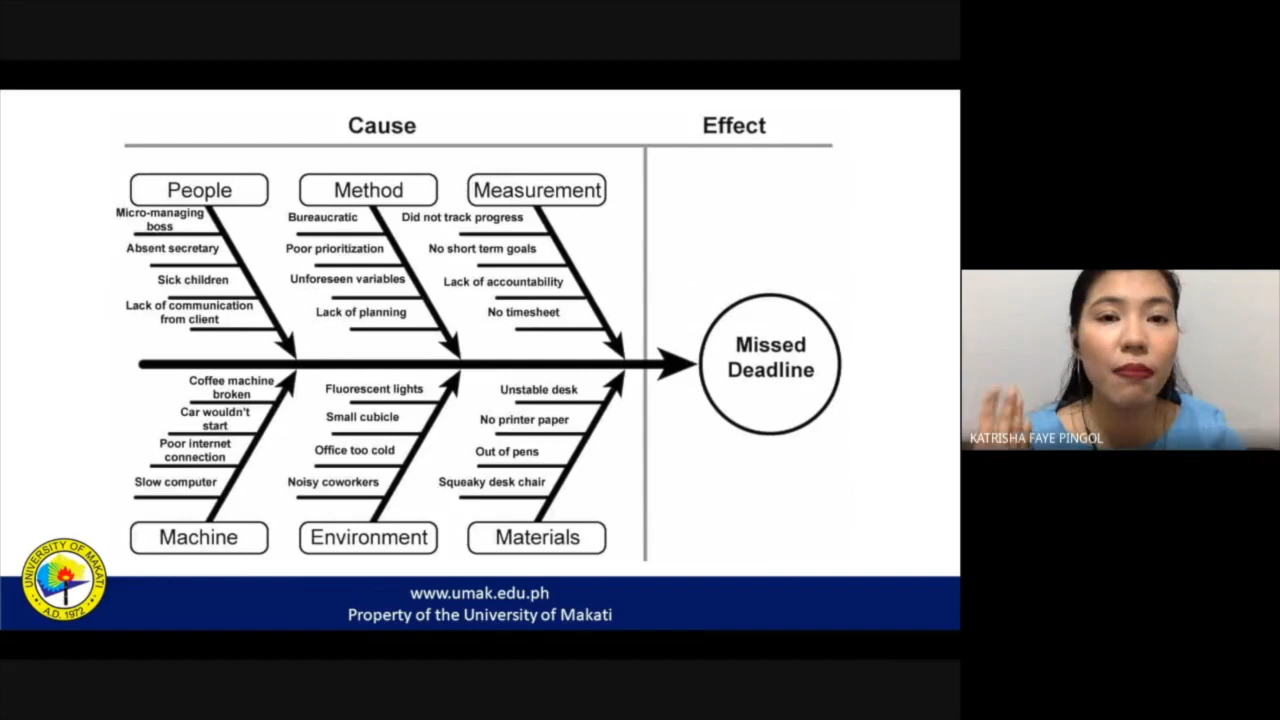 Cause
Effect
People
Method
Measurement
Micro-managing
boss
Absent secretary
Sick children
Lack of communication
from client
Bureaucratic
Poor prioritization
Unforeseen variables
Lack of planning
Did not track progress
No short term goals
Lack of accountability
No timesheet
Missed
Deadline
Coffee machine
broken
Car wouldn't
start
Poor internet
connection
Slow computer
Fluorescent lights
Small cubicle
Office too cold
Noisy coworkers
Unstable desk
No printer paper
Out of pens
Squeaky desk chair
Machine
Environment
Materials
UNIVERSITY OF MAKATI
A.D. 1972
www.umak.edu.ph
Property of the University of Makati
KATRISHA FAYE PINGOL